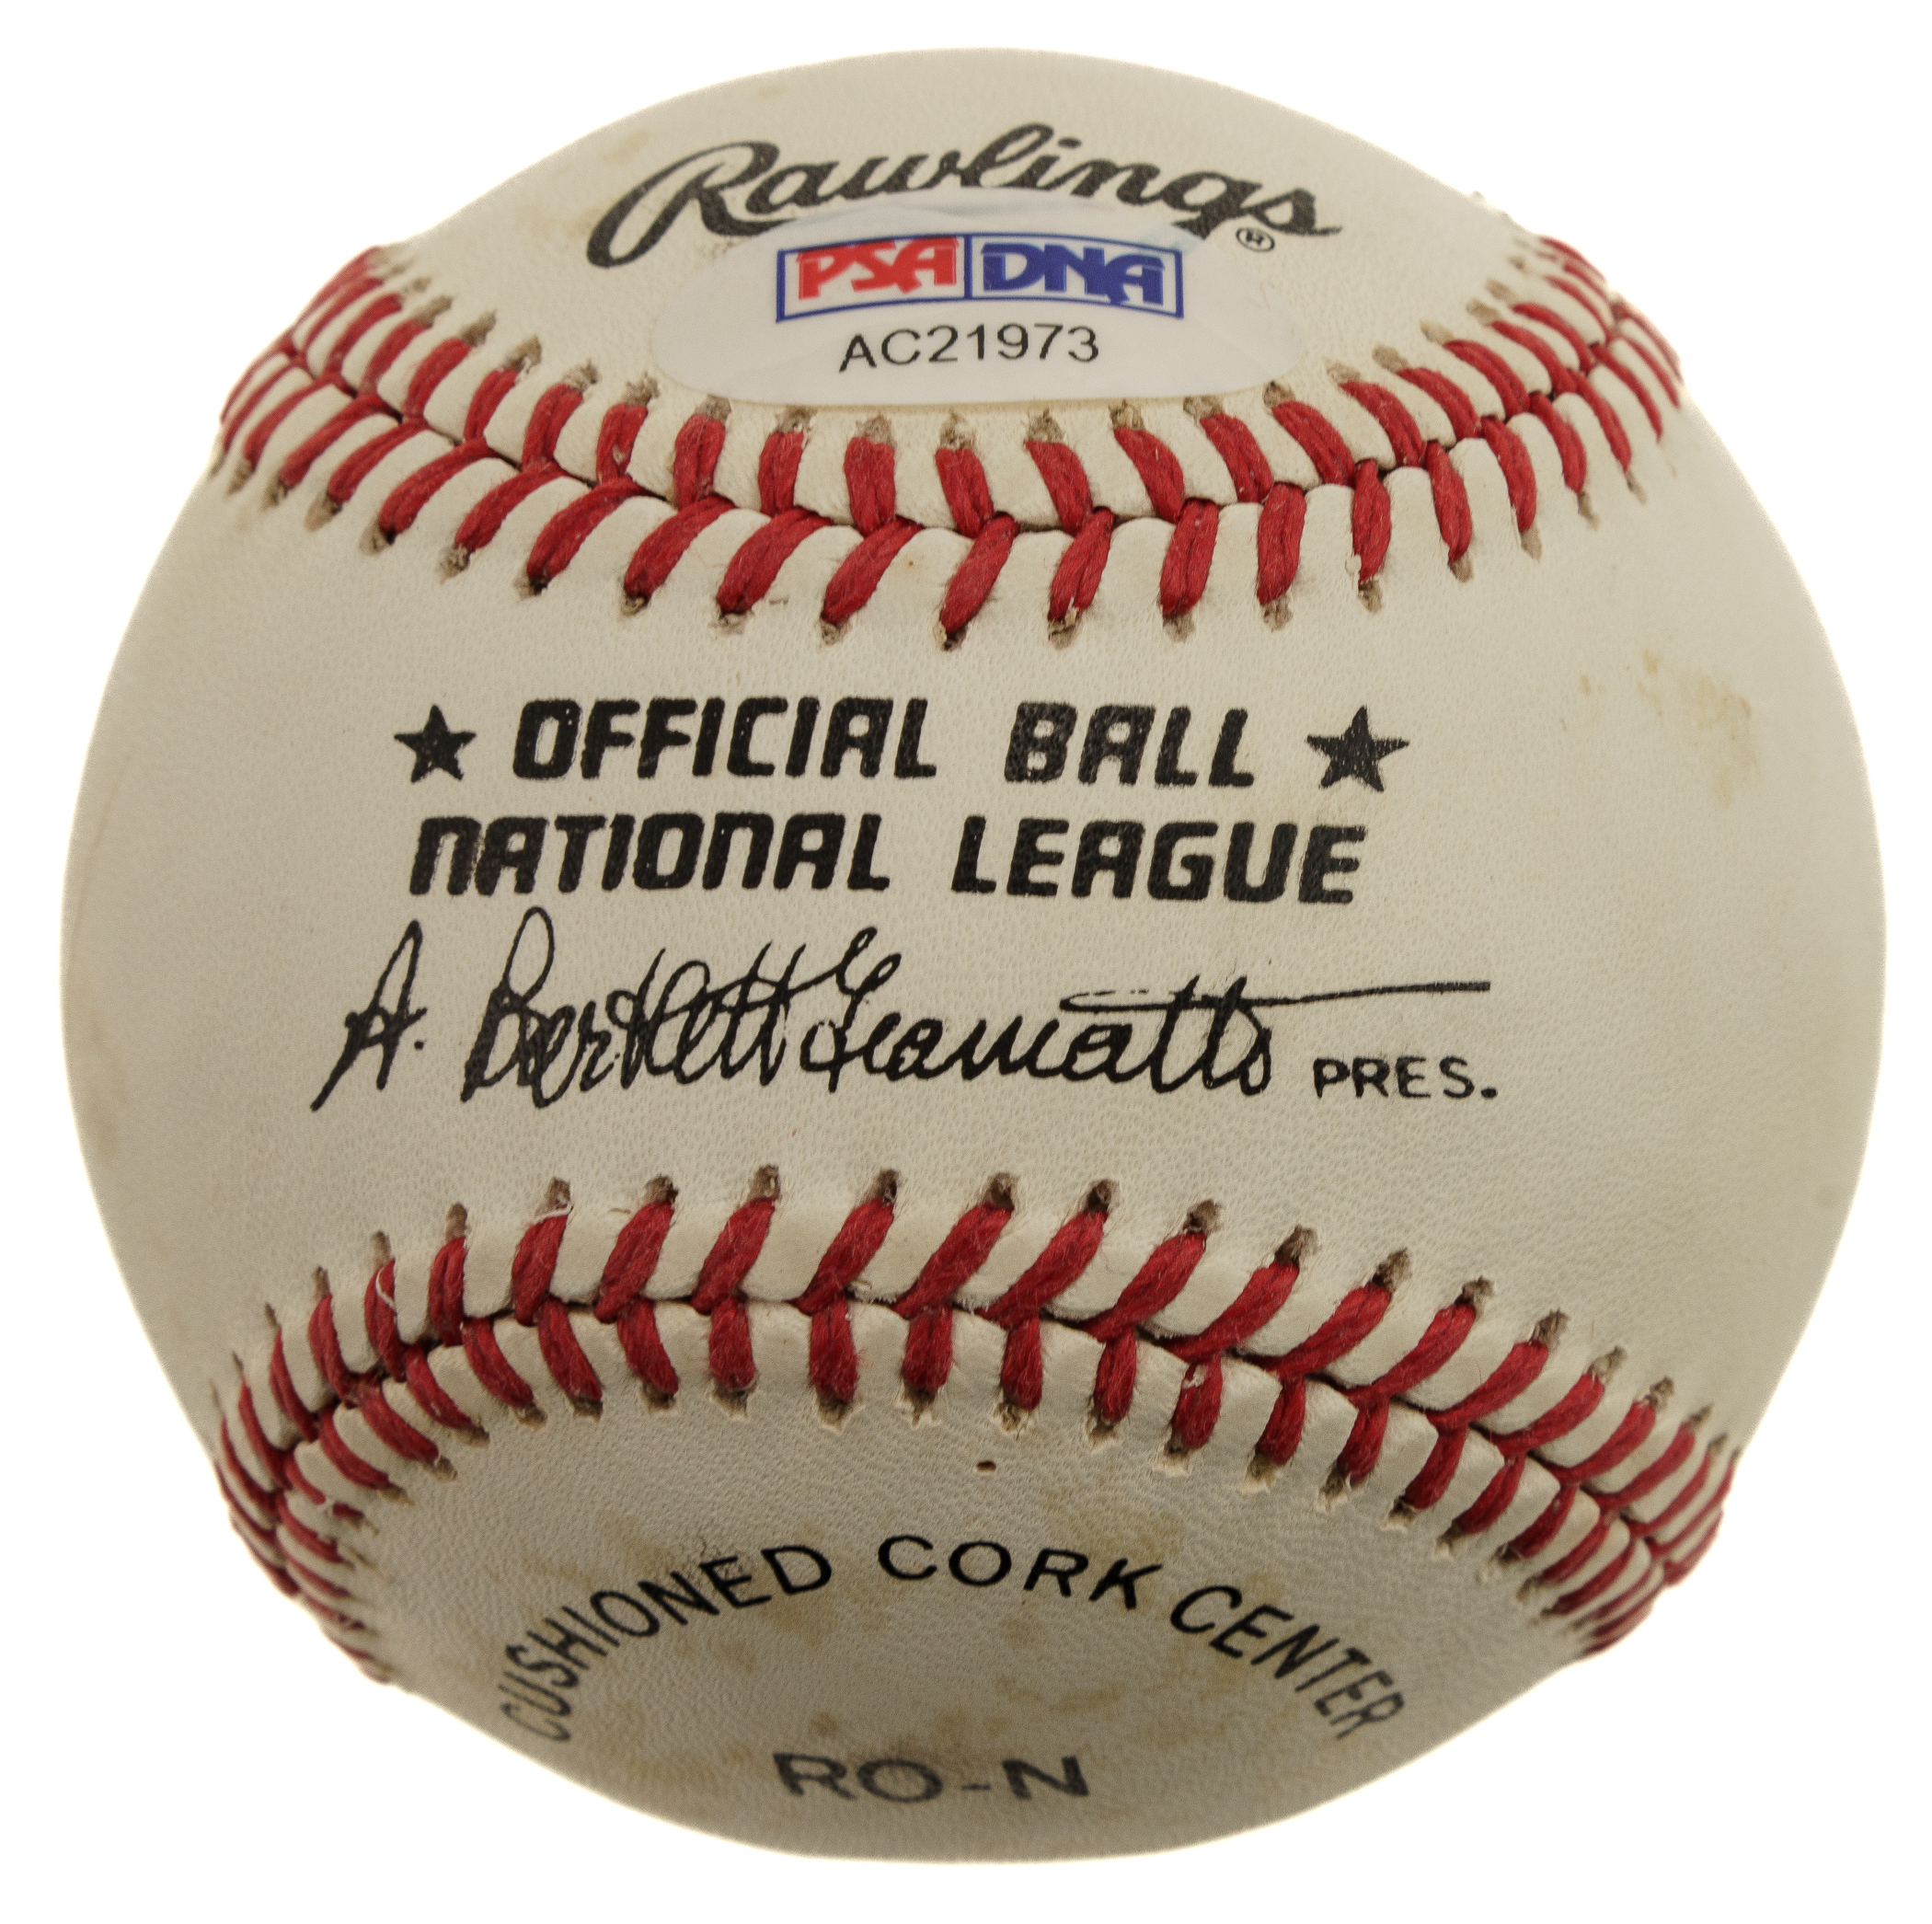 Rawlings®
PSA DNA
AC21973
★ OFFICIAL BALL ★
NATIONAL LEAGUE
A. Bartlett Giamatti PRES.
CUSHIONED CORK CENTER
RO-N